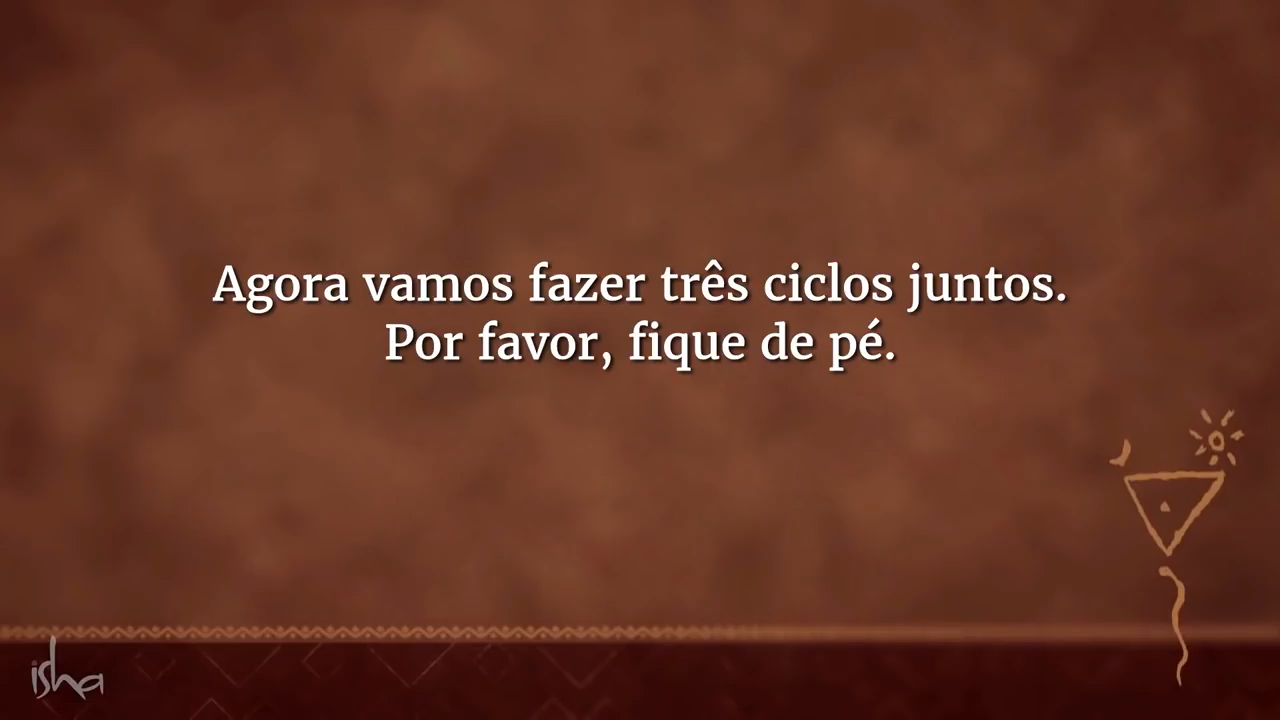 Agora vamos fazer três ciclos juntos.
Por favor, fique de pé.
isha